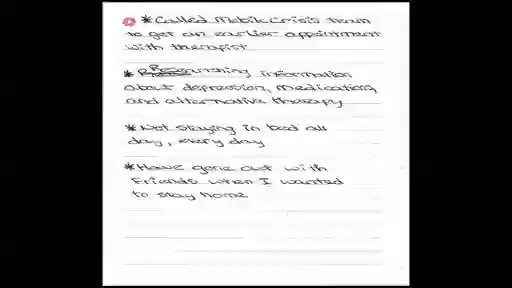 *Called Mobile Crisis team
to get an earlier appointment
with therapist
* Researching information
about depression, medications,
and alternative therapy
*Not staying in bed all
day, every day
*Have gone out with
friends when I wanted
to stay home